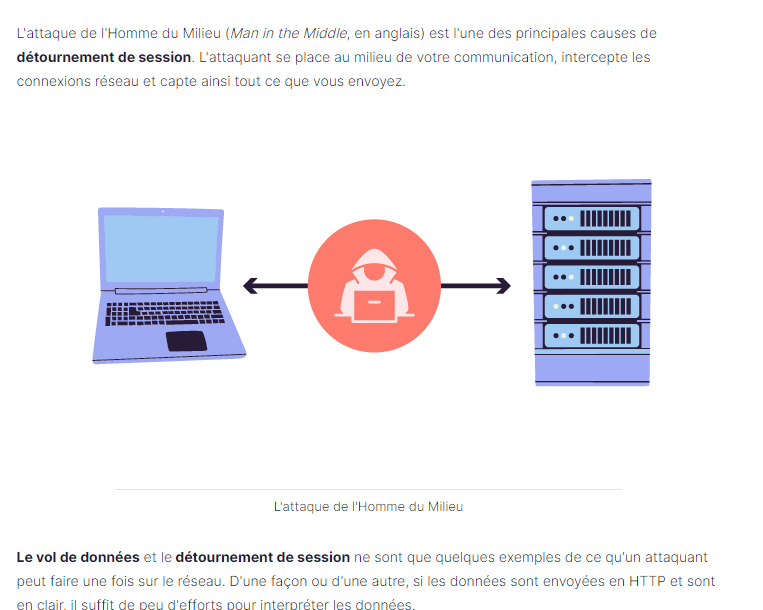 L'attaque de l'Homme du Milieu (Man in the Middle, en anglais) est l'une des principales causes de
détournement de session. L'attaquant se place au milieu de votre communication, intercepte les
connexions réseau et capte ainsi tout ce que vous envoyez.
L'attaque de l'Homme du Milieu
Le vol de données et le détournement de session ne sont que quelques exemples de ce qu'un attaquant
peut faire une fois sur le réseau. D'une façon ou d'une autre, si les données sont envoyées en HTTP et sont
en clair, il suffit de peu d'efforts pour interpréter les données.